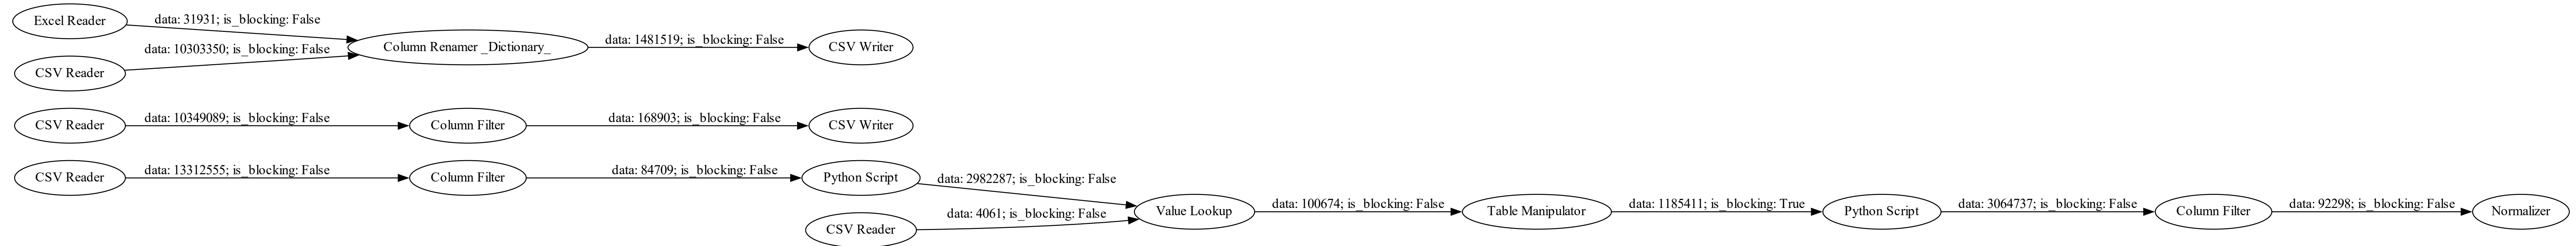 Excel Reader
data: 31931; is_blocking: False
CSV Reader
data: 10303350; is_blocking: False
Column Renamer _Dictionary_
data: 1481519; is_blocking: False
CSV Writer
CSV Reader
data: 10349089; is_blocking: False
Column Filter
data: 168903; is_blocking: False
CSV Writer
CSV Reader
data: 13312555; is_blocking: False
Column Filter
data: 84709; is_blocking: False
Python Script
data: 2982287; is_blocking: False
CSV Reader
data: 4061; is_blocking: False
Value Lookup
data: 100674; is_blocking: False
Table Manipulator
data: 1185411; is_blocking: True
Python Script
data: 3064737; is_blocking: False
Column Filter
data: 92298; is_blocking: False
Normalizer